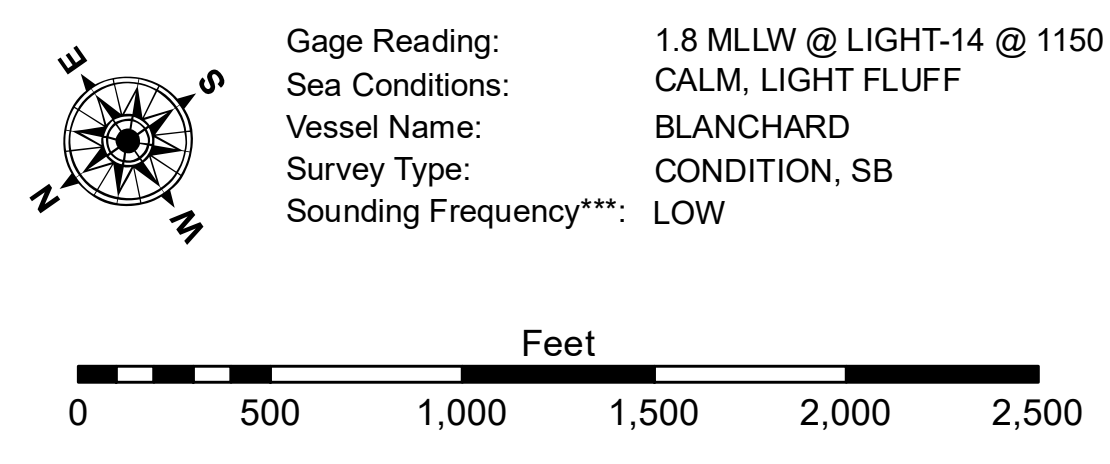 E
S
N
W
Gage Reading: 1.8 MLLW @ LIGHT-14 @ 1150
Sea Conditions: CALM, LIGHT FLUFF
Vessel Name: BLANCHARD
Survey Type: CONDITION, SB
Sounding Frequency***: LOW
Feet
0 500 1,000 1,500 2,000 2,500